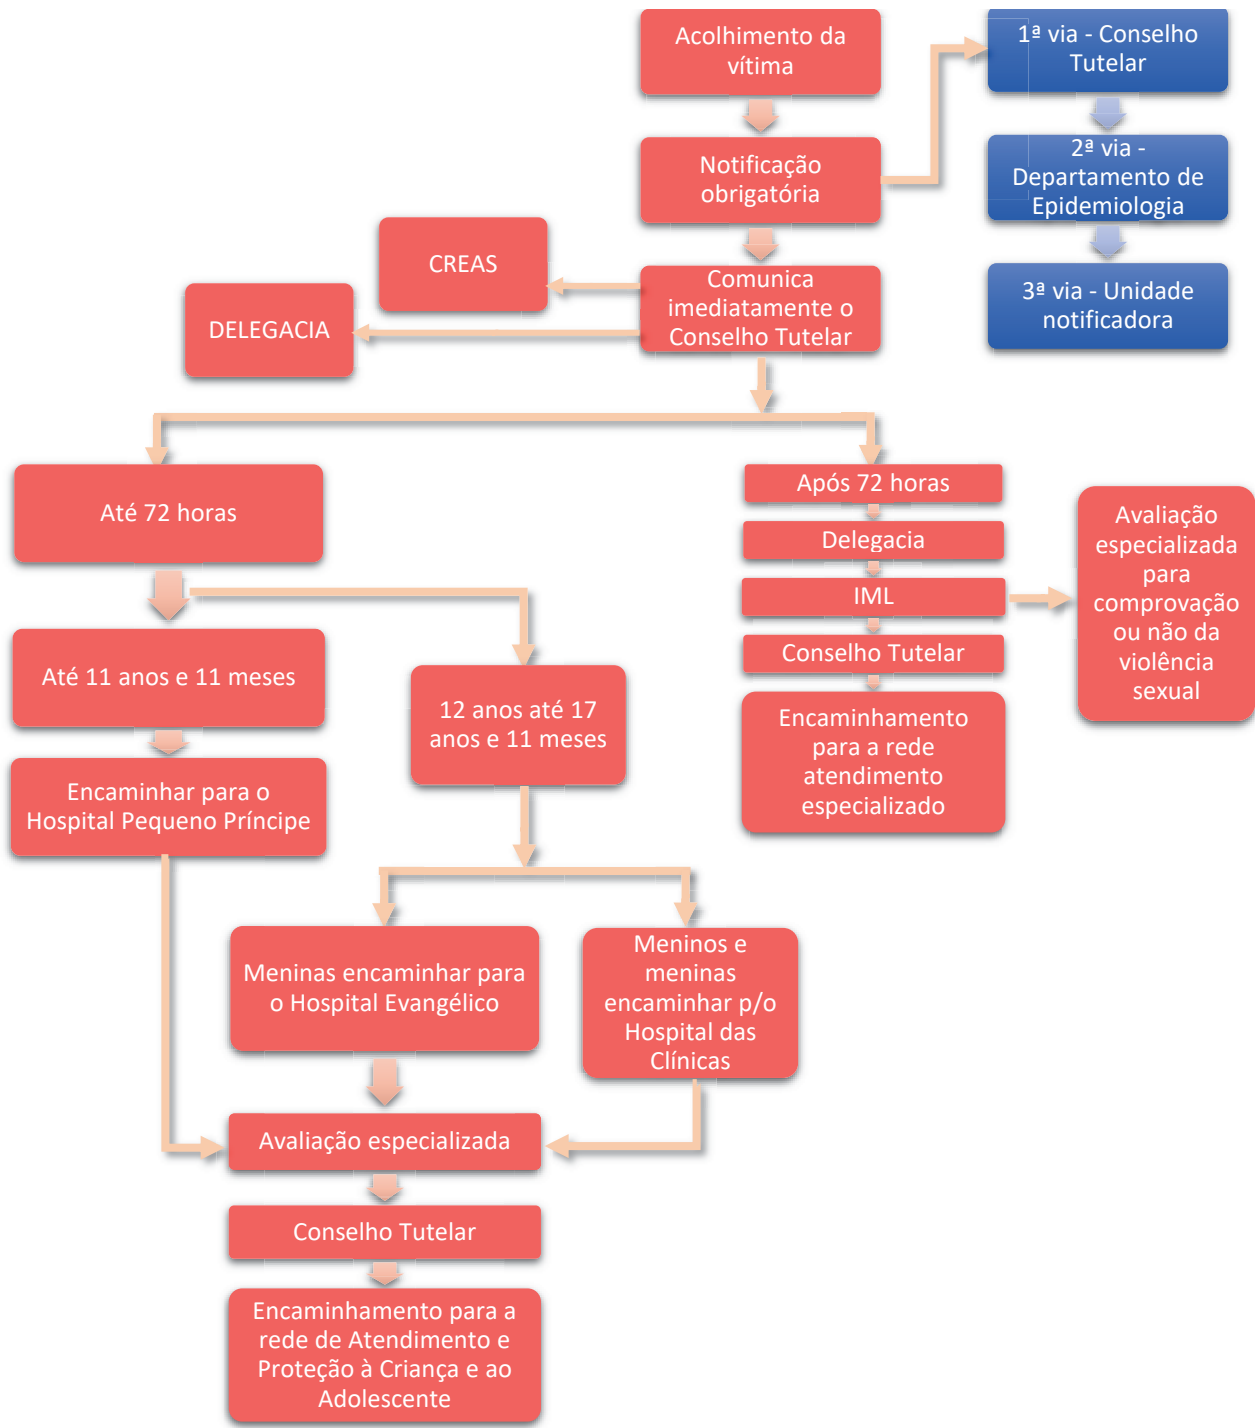 Acolhimento da
vítima
1ª via - Conselho
Tutelar
Notificação
obrigatória
2ª via -
Departamento de
Epidemiologia
CREAS
Comunica
imediatamente o
Conselho Tutelar
3ª via - Unidade
notificadora
DELEGACIA
Até 72 horas
Após 72 horas
Delegacia
IML
Conselho Tutelar
Encaminhamento
para a rede
atendimento
especializado
Avaliação
especializada
para
comprovação
ou não da
violência
sexual
Até 11 anos e 11 meses
12 anos até 17
anos e 11 meses
Encaminhar para o
Hospital Pequeno Príncipe
Meninas encaminhar para
o Hospital Evangélico
Meninos e
meninas
encaminhar p/o
Hospital das
Clínicas
Avaliação especializada
Conselho Tutelar
Encaminhamento para a
rede de Atendimento e
Proteção à Criança e ao
Adolescente